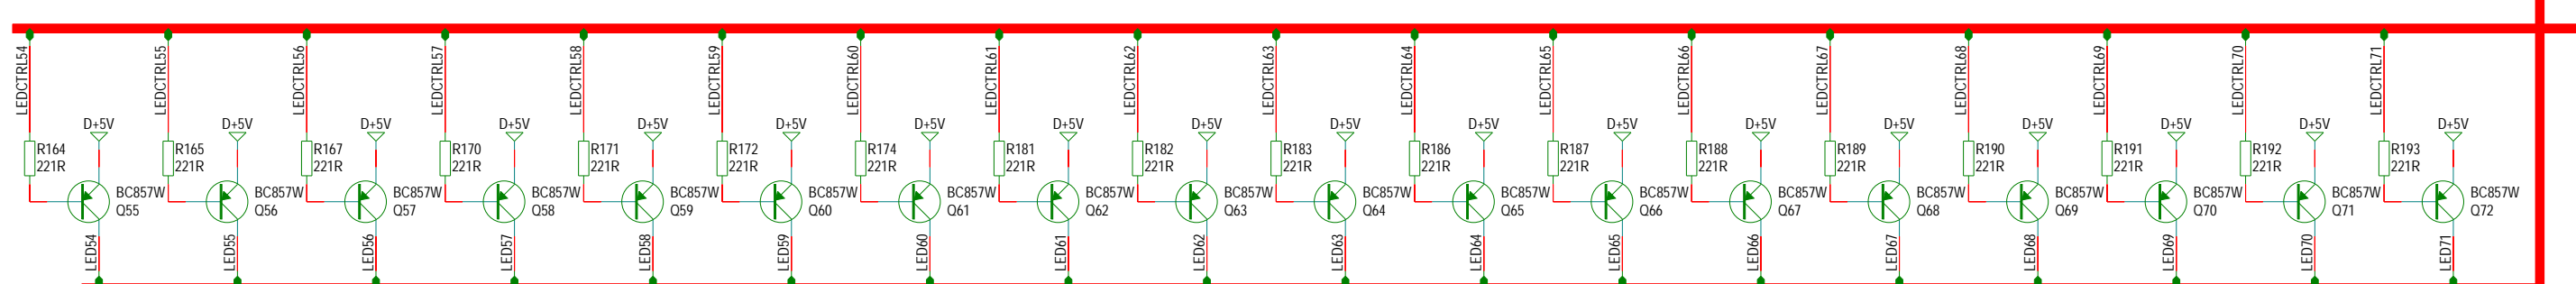 LEDCTRL54
LEDCTRL55
LEDCTRL56
LEDCTRL57
LEDCTRL58
LEDCTRL59
LEDCTRL60
LEDCTRL61
LEDCTRL62
LEDCTRL63
LEDCTRL64
LEDCTRL65
LEDCTRL66
LEDCTRL67
LEDCTRL68
LEDCTRL69
LEDCTRL70
LEDCTRL71
D+5V D+5V D+5V D+5V D+5V D+5V D+5V D+5V D+5V D+5V D+5V D+5V D+5V D+5V D+5V D+5V D+5V D+5V
R164 R165 R167 R170 R171 R172 R174 R181 R182 R183 R186 R187 R188 R189 R190 R191 R192 R193
221R 221R 221R 221R 221R 221R 221R 221R 221R 221R 221R 221R 221R 221R 221R 221R 221R 221R
BC857W BC857W BC857W BC857W BC857W BC857W BC857W BC857W BC857W BC857W BC857W BC857W BC857W BC857W BC857W BC857W BC857W BC857W
Q55 Q56 Q57 Q58 Q59 Q60 Q61 Q62 Q63 Q64 Q65 Q66 Q67 Q68 Q69 Q70 Q71 Q72
LED54
LED55
LED56
LED57
LED58
LED59
LED60
LED61
LED62
LED63
LED64
LED65
LED66
LED67
LED68
LED69
LED70
LED71